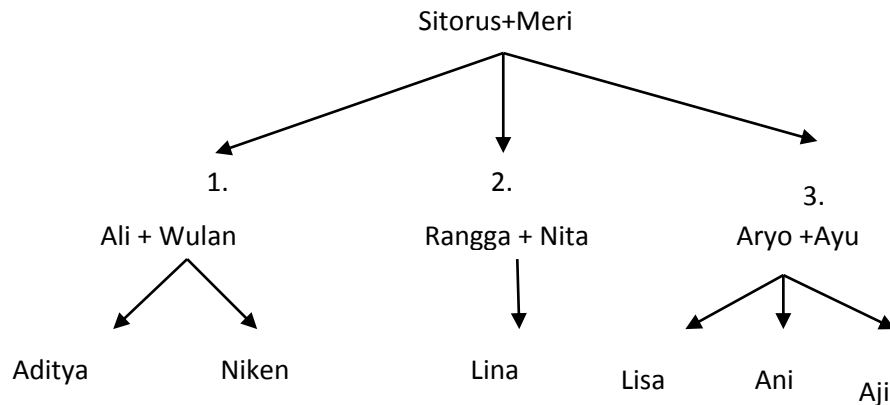 Sitorus+Meri
1.
2.
3.
Ali + Wulan
Rangga + Nita
Aryo +Ayu
Aditya
Niken
Lina
Lisa
Ani
Aji